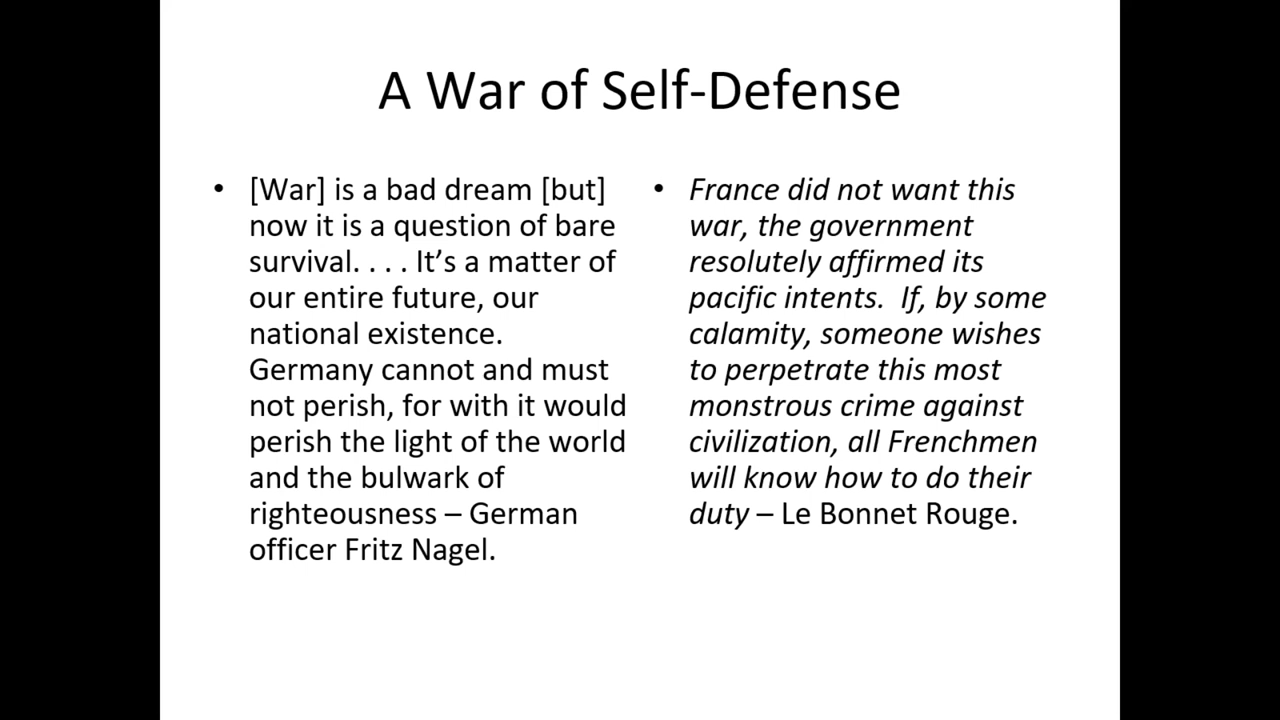 A War of Self-Defense
• [War] is a bad dream [but]
now it is a question of bare
survival. . . . It’s a matter of
our entire future, our
national existence.
Germany cannot and must
not perish, for with it would
perish the light of the world
and the bulwark of
righteousness – German
officer Fritz Nagel.
• France did not want this
war, the government
resolutely affirmed its
pacific intents.  If, by some
calamity, someone wishes
to perpetrate this most
monstrous crime against
civilization, all Frenchmen
will know how to do their
duty – Le Bonnet Rouge.